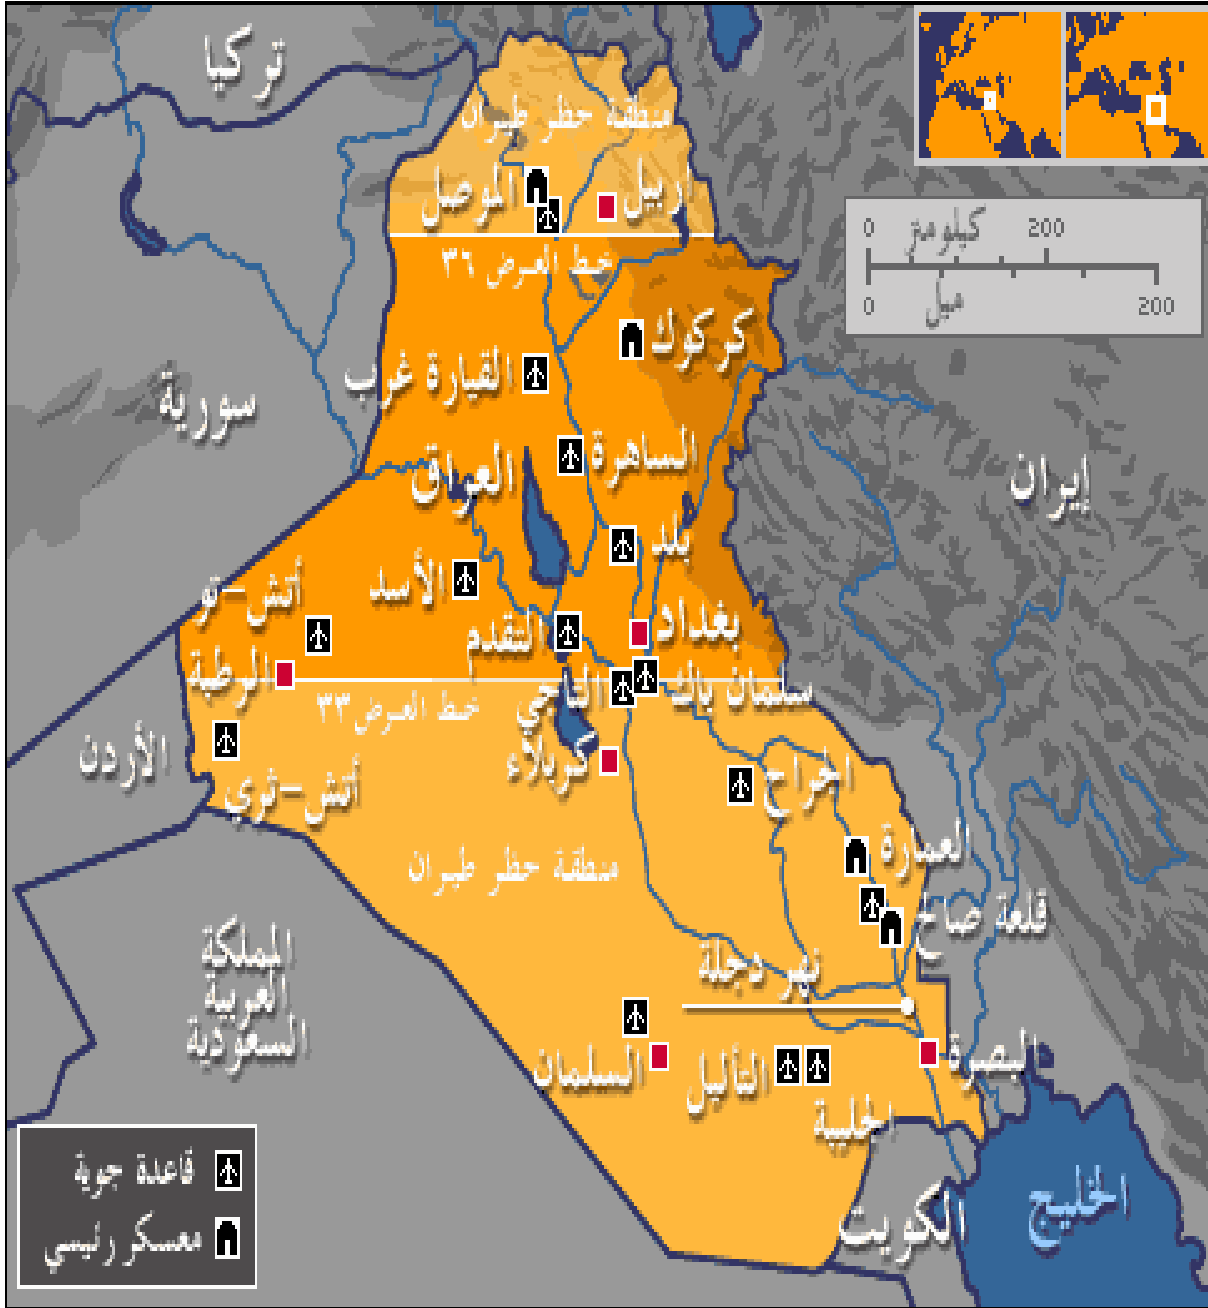 تركيا
منطقة حظر طيران
الموصل
اربيل
خط العرض ٣٦
0 كيلومتر 200
0 ميل 200
كركوك
القيارة غرب
سورية
الساهرة
العراق
إيران
بلد
الأسد
أتش-تو
التقدم
بغداد
الرطبة
التاجي
سلمان باك
خط العرض ٣٣
الأردن
كربلاء
أتش-ثري
الجراح
العمارة
منطقة حظر طيران
قلعة صالح
المملكة
العربية
السعودية
نهر دجلة
البصرة
السلمان
التأليل
الجليبة
الكويت
الخليج
قاعدة جوية
معسكر رئيسي